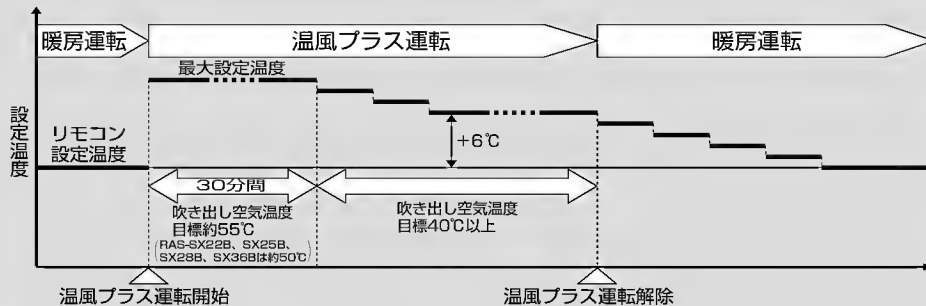 暖房運転
温風プラス運転
暖房運転
最大設定温度
設定温度
リモコン
設定温度
+6℃
30分間
吹き出し空気温度
目標約55℃
(RAS-SX22B、SX25B、
SX28B、SX36Bは約50℃)
吹き出し空気温度
目標40℃以上
温風プラス運転開始
温風プラス運転解除